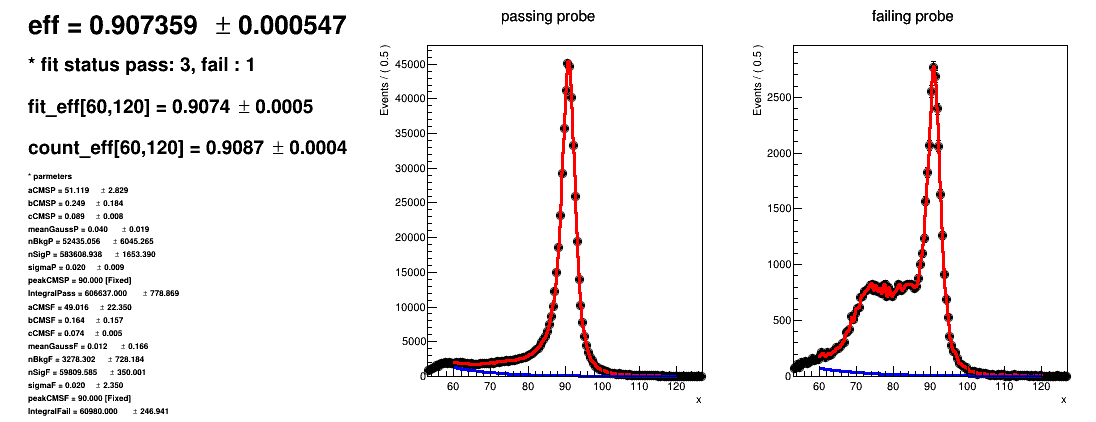 eff = 0.907359 ± 0.000547
* fit status pass: 3, fail : 1
fit_eff[60,120] = 0.9074 ± 0.0005
count_eff[60,120] = 0.9087 ± 0.0004
* parmeters
aCMSP = 51.119 ± 2.829
bCMSP = 0.249 ± 0.184
cCMSP = 0.089 ± 0.008
meanGaussP = 0.040 ± 0.019
nBkgP = 52435.056 ± 6045.265
nSigP = 583608.938 ± 1653.390
sigmaP = 0.020 ± 0.009
peakCMSP = 90.000 [Fixed]
IntegralPass = 606637.000 ± 778.869
aCMSF = 49.016 ± 22.350
bCMSF = 0.164 ± 0.157
cCMSF = 0.074 ± 0.005
meanGaussF = 0.012 ± 0.166
nBkgF = 3278.302 ± 728.184
nSigF = 59809.585 ± 350.001
sigmaF = 0.020 ± 2.350
peakCMSF = 90.000 [Fixed]
IntegralFail = 60980.000 ± 246.941
passing probe
Events / ( 0.5 )
45000
40000
35000
30000
25000
20000
15000
10000
5000
0
60 70 80 90 100 110 120
x
failing probe
Events / ( 0.5 )
2500
2000
1500
1000
500
0
60 70 80 90 100 110 120
x